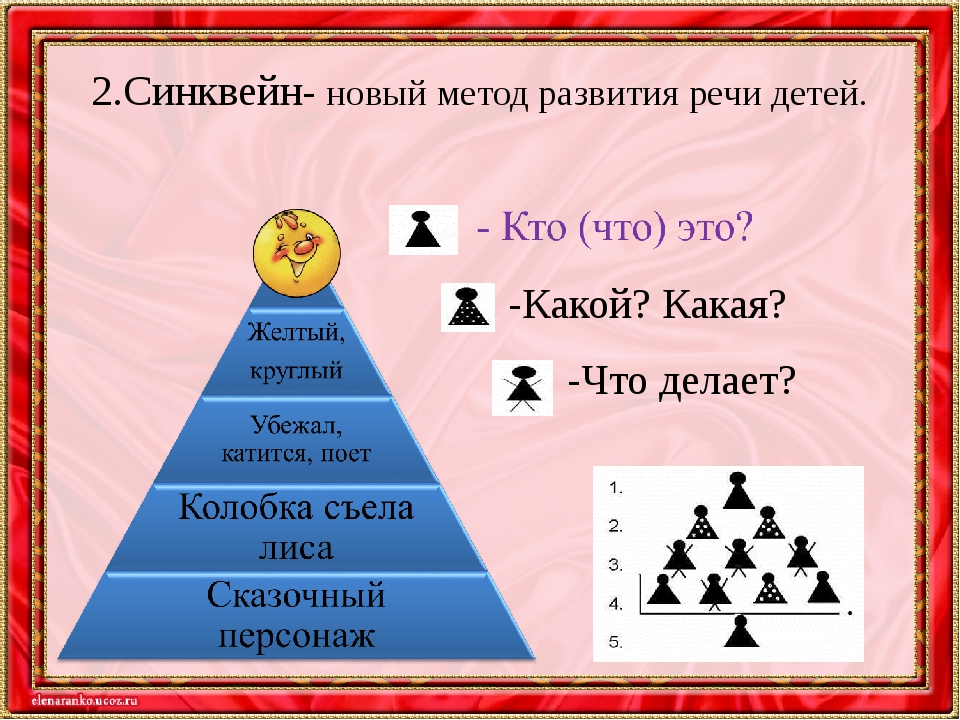 2.Синквейн- новый метод развития речи детей.
- Кто (что) это?
-Какой? Какая?
-Что делает?
Желтый,
круглый
Убежал,
катится, поет
Колобка съела
лиса
Сказочный
персонаж
1.
2.
3.
4.
.
5.
elenaranko.ucoz.ru